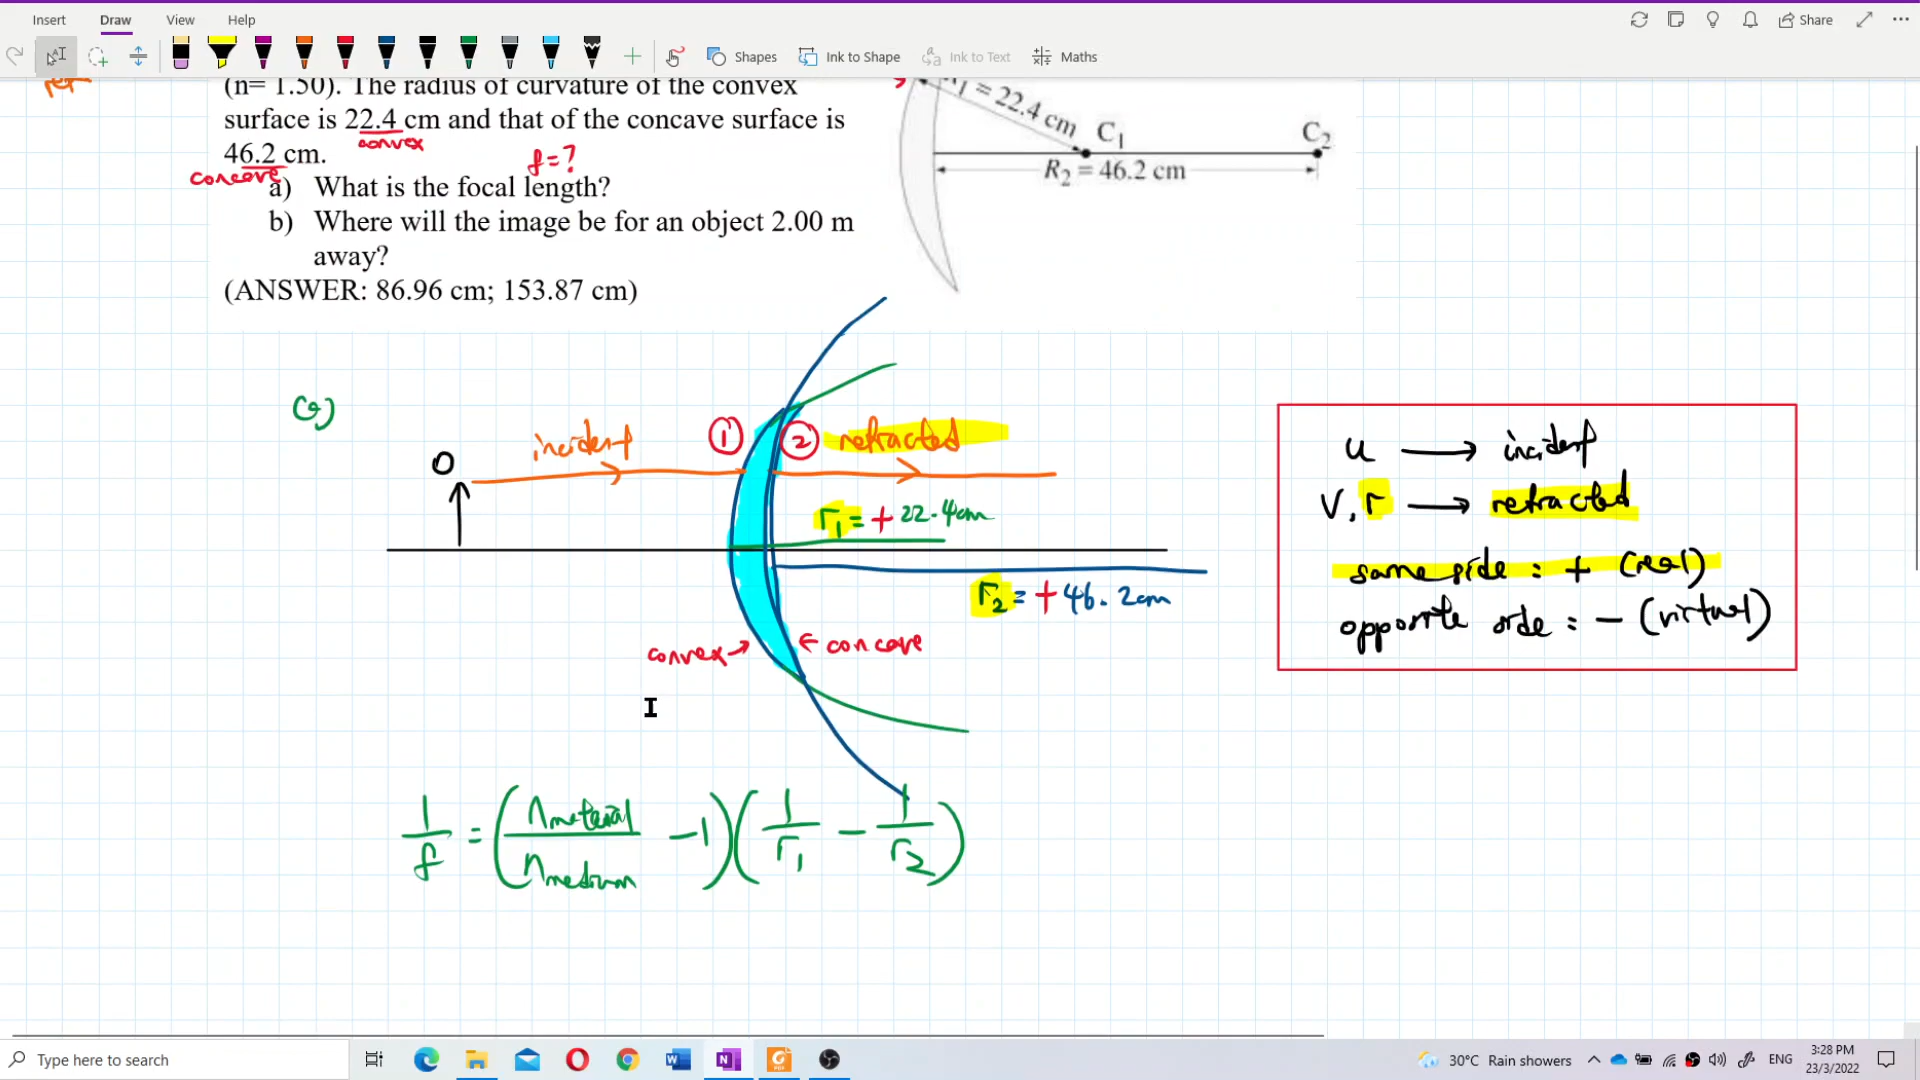 Insert Draw View Help
Share
Shapes Ink to Shape Ink to Text Maths
(n= 1.50). The radius of curvature of the convex
surface is 22.4 cm and that of the concave surface is
convex
46.2 cm.
concave
f = ?
a) What is the focal length?
b) Where will the image be for an object 2.00 m
away?
(ANSWER: 86.96 cm; 153.87 cm)
= 22.4 cm
C1
C2
R2 = 46.2 cm
(a)
O
incident
1
2
refracted
r1 = + 22.4cm
r2 = + 46.2cm
convex →
← concave
u → incident
v, r → refracted
same side : + (real)
opposite side : − (virtual)
1/f = (nmaterial/nmedium − 1)(1/r1 − 1/r2)
Type here to search
30°C Rain showers
ENG
3:28 PM
23/3/2022